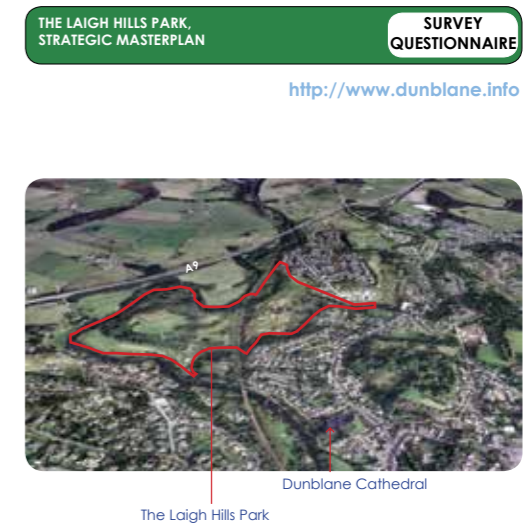 THE LAIGH HILLS PARK,
STRATEGIC MASTERPLAN
SURVEY
QUESTIONNAIRE
http://www.dunblane.info
A9
Dunblane Cathedral
The Laigh Hills Park